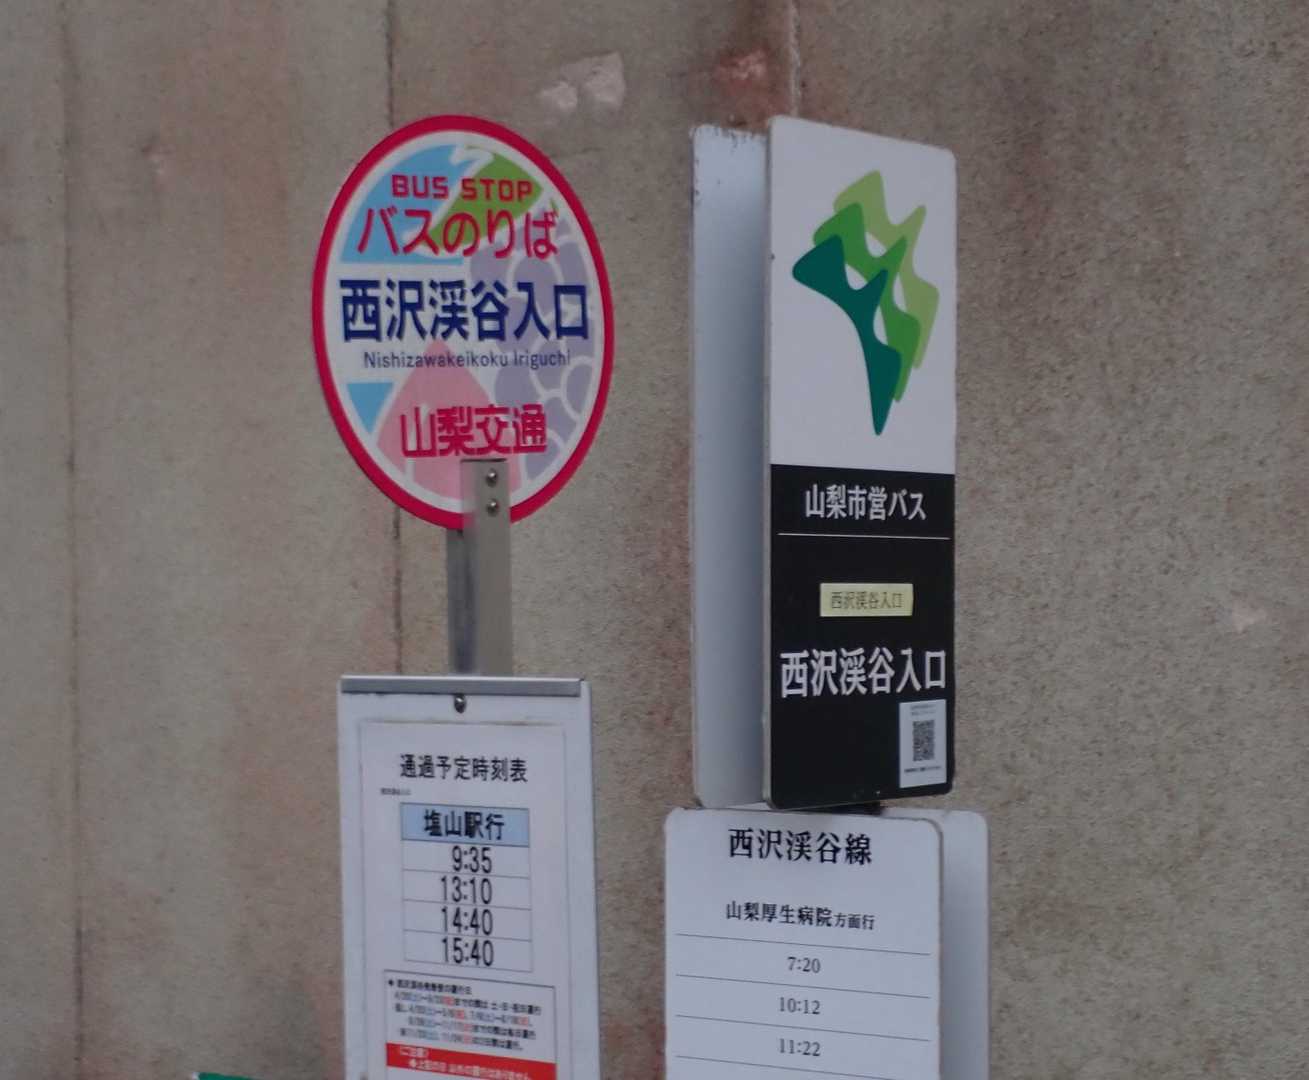 BUS STOP
バスのりば
西沢渓谷入口
Nishizawakeikoku Iriguchi
山梨交通
通過予定時刻表
塩山駅行
9:35
13:10
14:40
15:40
山梨市営バス
西沢渓谷入口
西沢渓谷入口
西沢渓谷線
山梨厚生病院方面行
7:20
10:12
11:22